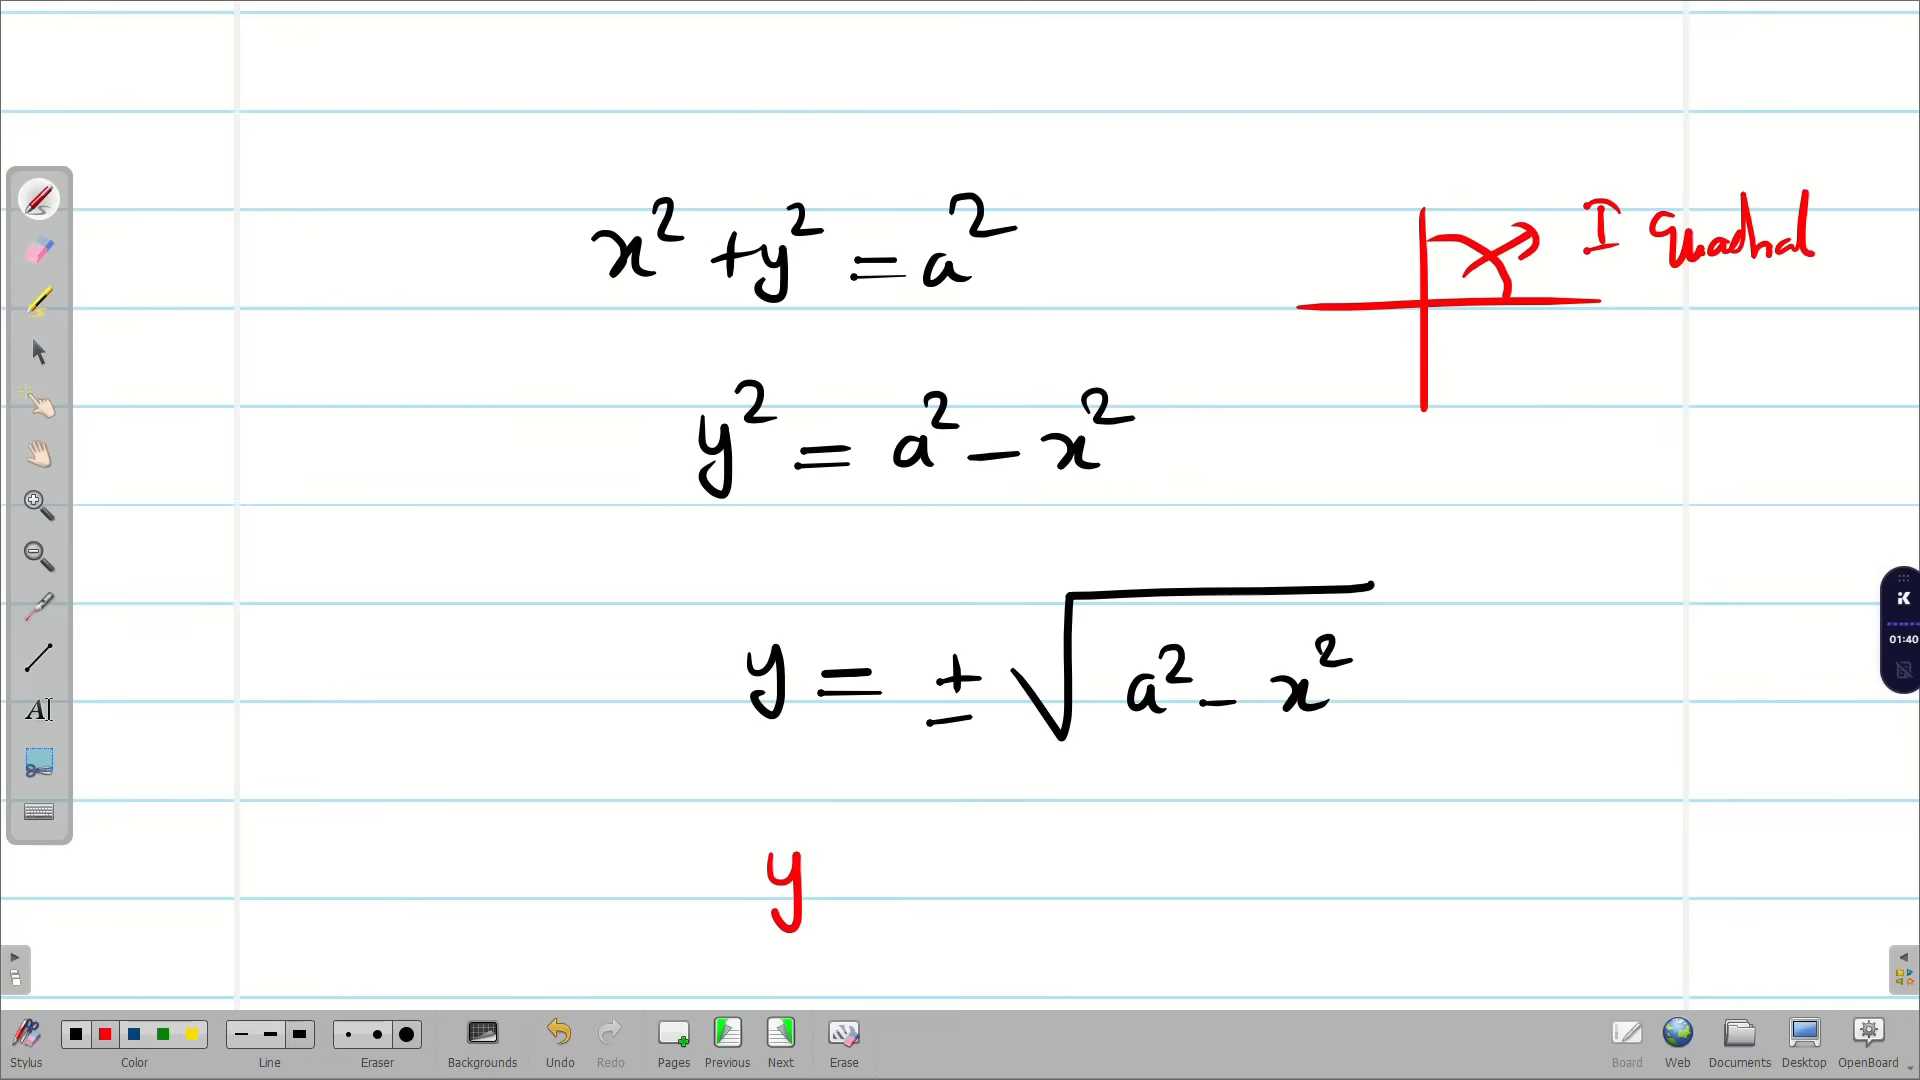 x² + y² = a²
I Quadrat
y² = a² - x²
y = ± √(a² - x²)
y
01:40
Stylus Color Line Eraser Backgrounds Undo Redo Pages Previous Next Erase Board Web Documents Desktop OpenBoard